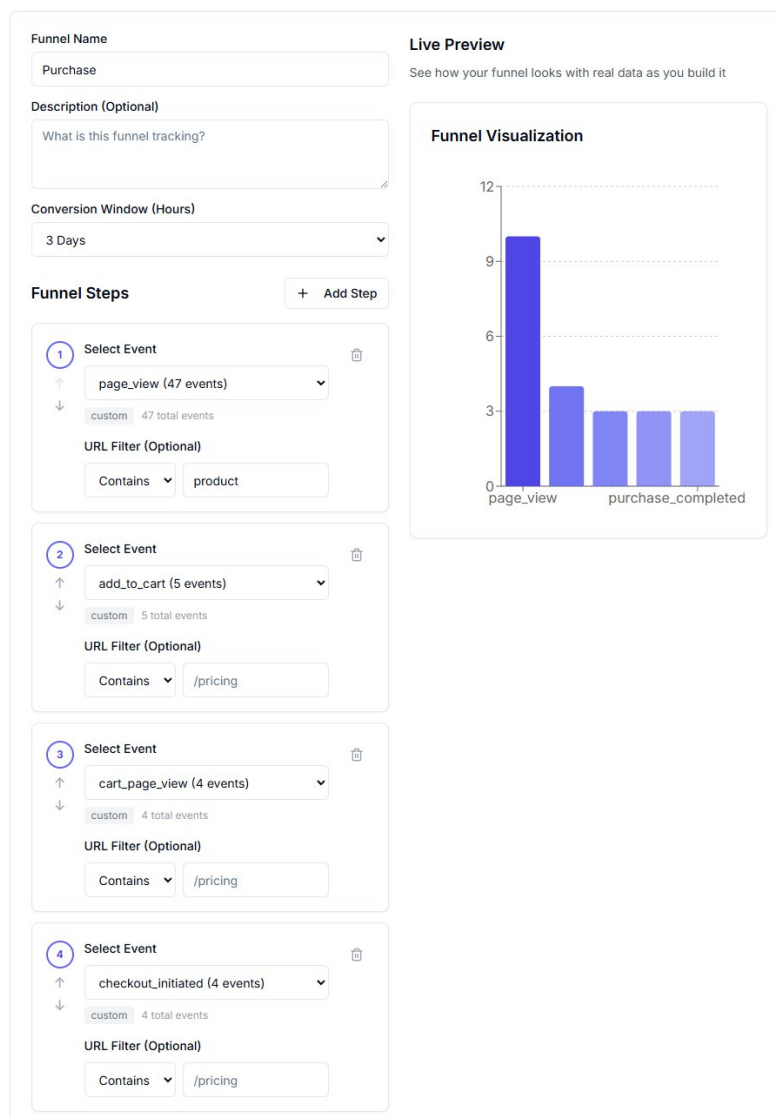 Funnel Name
Purchase
Description (Optional)
What is this funnel tracking?
Conversion Window (Hours)
3 Days
Funnel Steps
+ Add Step
1
Select Event
page_view (47 events)
custom 47 total events
URL Filter (Optional)
Contains product
2
Select Event
add_to_cart (5 events)
custom 5 total events
URL Filter (Optional)
Contains /pricing
3
Select Event
cart_page_view (4 events)
custom 4 total events
URL Filter (Optional)
Contains /pricing
4
Select Event
checkout_initiated (4 events)
custom 4 total events
URL Filter (Optional)
Contains /pricing
Live Preview
See how your funnel looks with real data as you build it
Funnel Visualization
12
9
6
3
0
page_view purchase_completed